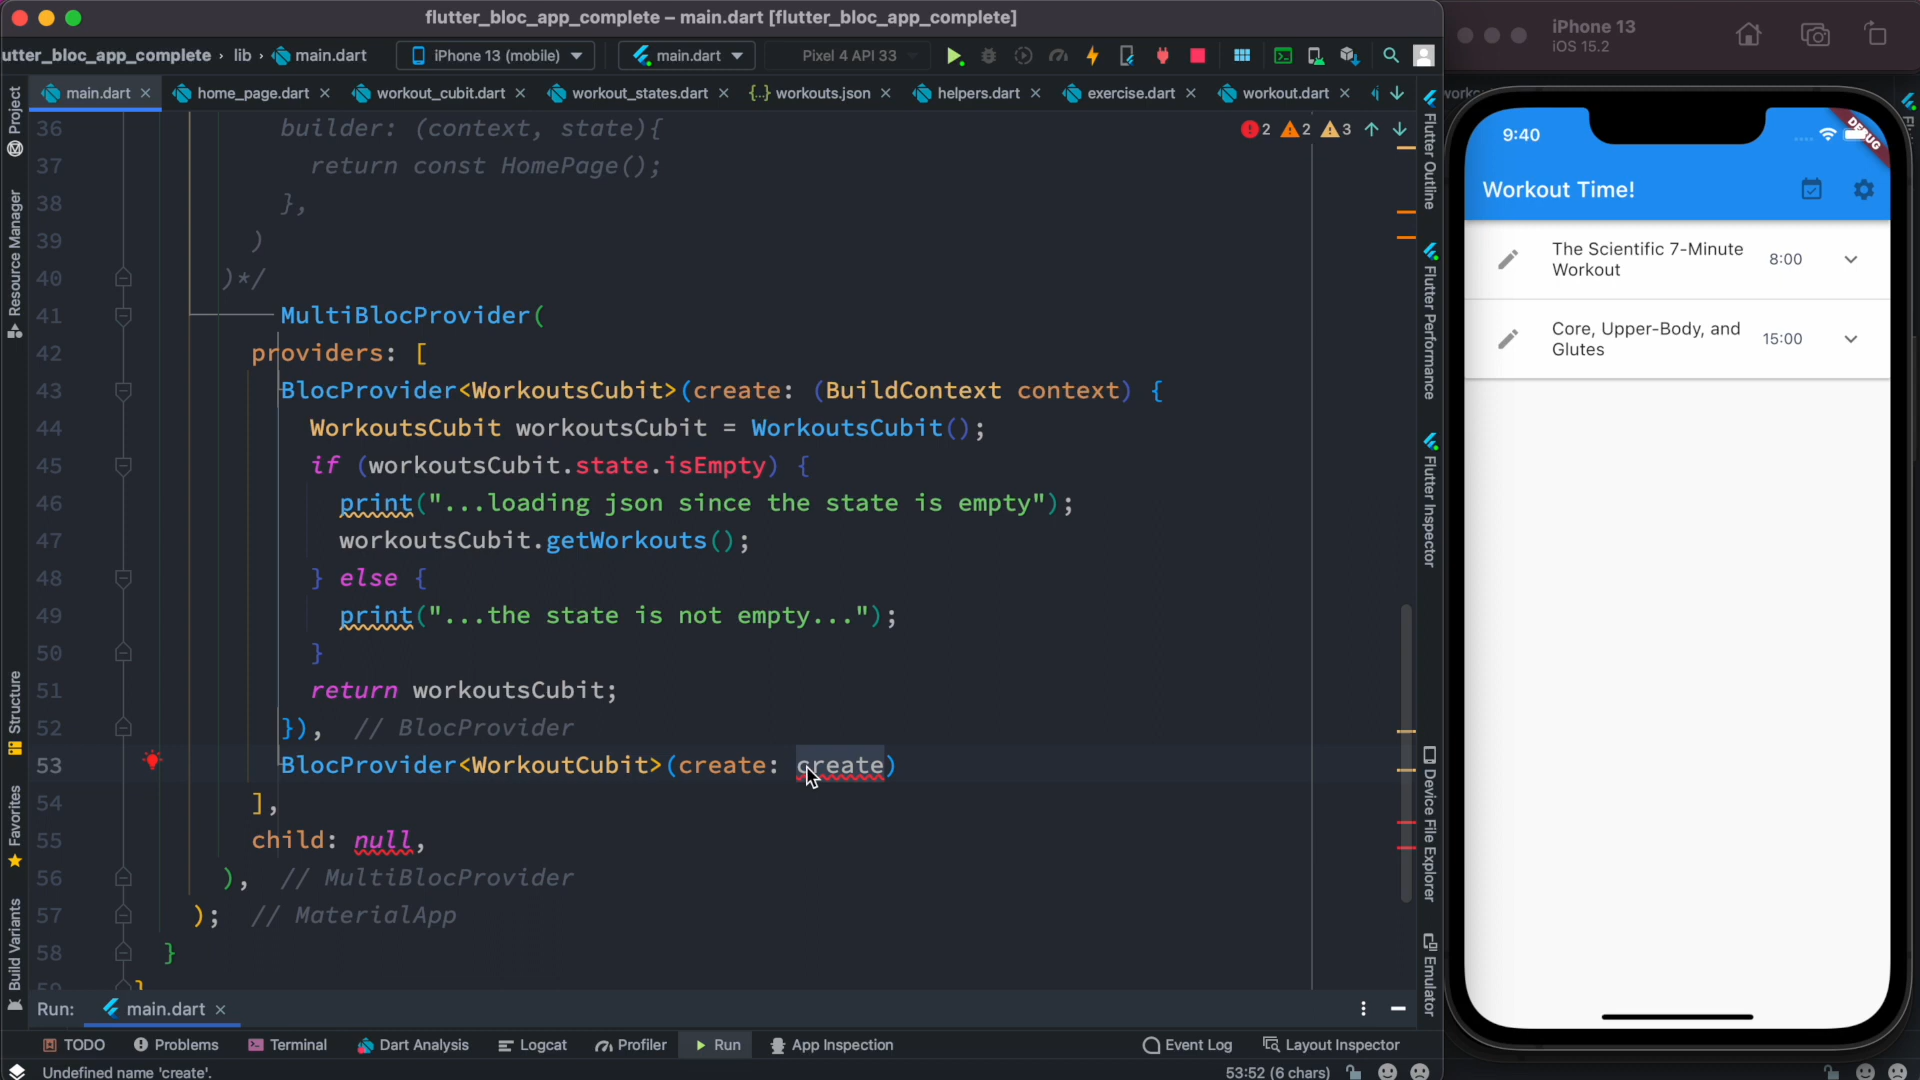 flutter_bloc_app_complete – main.dart [flutter_bloc_app_complete]
utter_bloc_app_complete › lib › main.dart
iPhone 13 (mobile)
main.dart
Pixel 4 API 33
main.dart
home_page.dart
workout_cubit.dart
workout_states.dart
workouts.json
helpers.dart
exercise.dart
workout.dart
2 2 3
36 builder: (context, state){
37 return const HomePage();
38 },
39 )
40 )*/
41 MultiBlocProvider(
42 providers: [
43 BlocProvider<WorkoutsCubit>(create: (BuildContext context) {
44 WorkoutsCubit workoutsCubit = WorkoutsCubit();
45 if (workoutsCubit.state.isEmpty) {
46 print("...loading json since the state is empty");
47 workoutsCubit.getWorkouts();
48 } else {
49 print("...the state is not empty...");
50 }
51 return workoutsCubit;
52 }), // BlocProvider
53 BlocProvider<WorkoutCubit>(create: create)
54 ],
55 child: null,
56 ), // MultiBlocProvider
57 ); // MaterialApp
58 }
59 }
Project
Resource Manager
Structure
Favorites
Build Variants
Flutter Outline
Flutter Performance
Flutter Inspector
Device File Explorer
Emulator
Run: main.dart
TODO
Problems
Terminal
Dart Analysis
Logcat
Profiler
Run
App Inspection
Event Log
Layout Inspector
Undefined name 'create'.
53:52 (6 chars)
iPhone 13
iOS 15.2
9:40
DEBUG
Workout Time!
The Scientific 7-Minute
Workout
8:00
Core, Upper-Body, and
Glutes
15:00